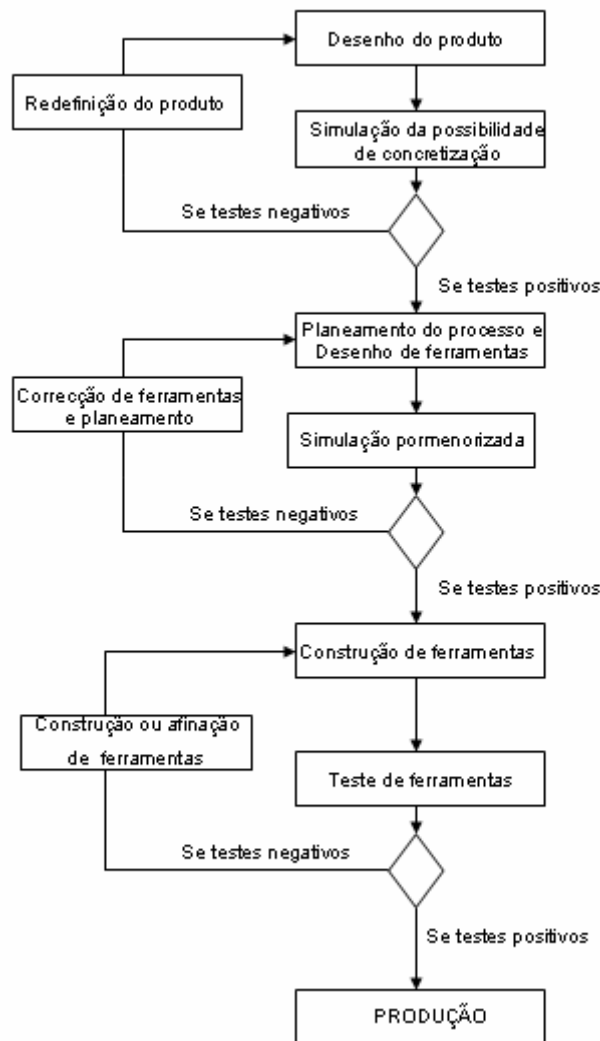 Desenho do produto
Redefinição do produto
Simulação da possibilidade
de concretização
Se testes negativos
Se testes positivos
Planeamento do processo e
Desenho de ferramentas
Correcção de ferramentas
e planeamento
Simulação pormenorizada
Se testes negativos
Se testes positivos
Construção de ferramentas
Construção ou afinação
de ferramentas
Teste de ferramentas
Se testes negativos
Se testes positivos
PRODUÇÃO